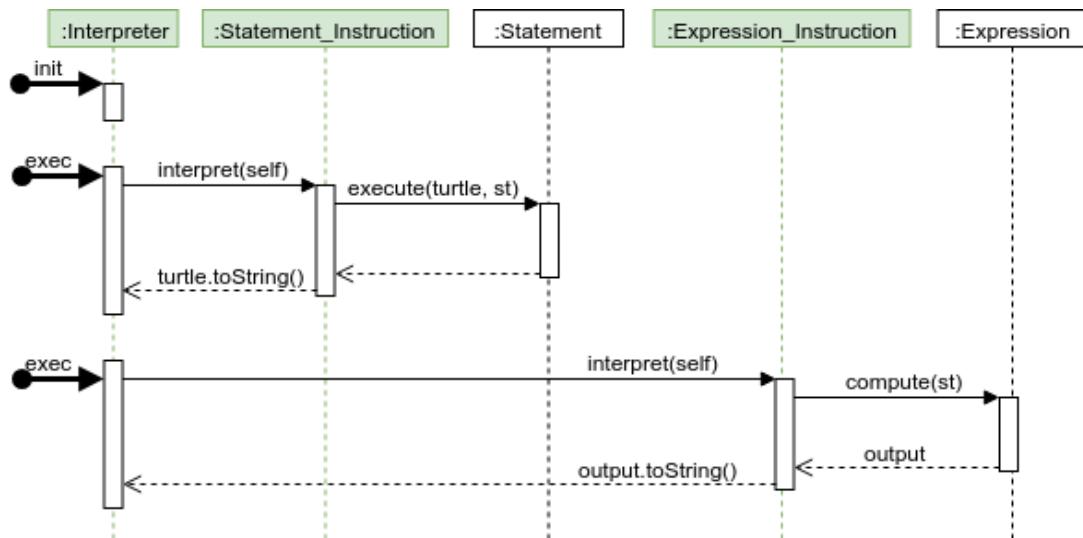 :Interpreter
:Statement_Instruction
:Statement
:Expression_Instruction
:Expression
init
exec
interpret(self)
execute(turtle, st)
turtle.toString()
exec
interpret(self)
compute(st)
output
output.toString()